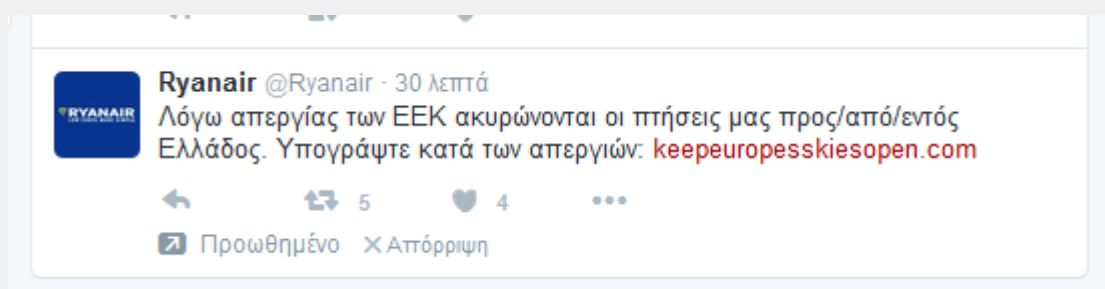 Ryanair @Ryanair · 30 λεπτά
RYANAIR
Λόγω απεργίας των ΕΕΚ ακυρώνονται οι πτήσεις μας προς/από/εντός
Ελλάδος. Υπογράψτε κατά των απεργιών: keepeuropesskiesopen.com
5 4
Προωθημένο Απόρριψη